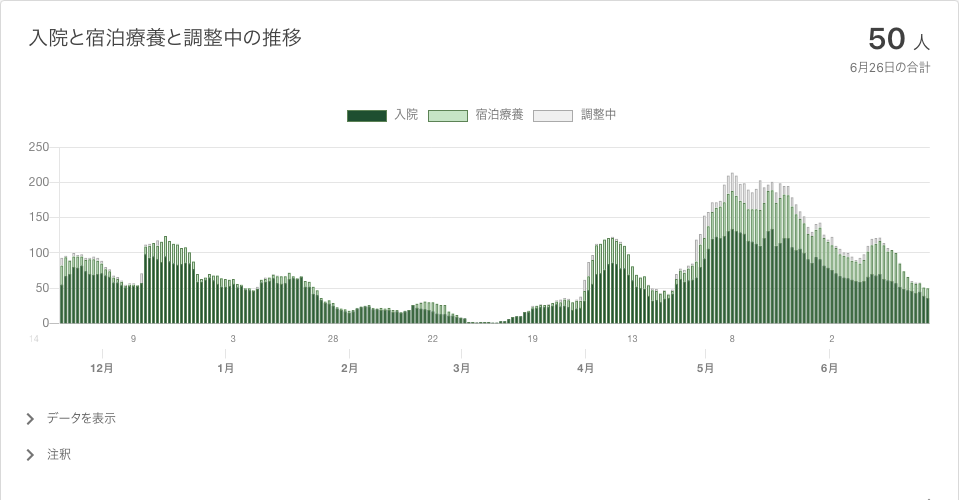 入院と宿泊療養と調整中の推移
50 人
6月26日の合計
入院 宿泊療養 調整中
250
200
150
100
50
0
14 9 3 28 22 19 13 8 2
12月 1月 2月 3月 4月 5月 6月
データを表示
注釈